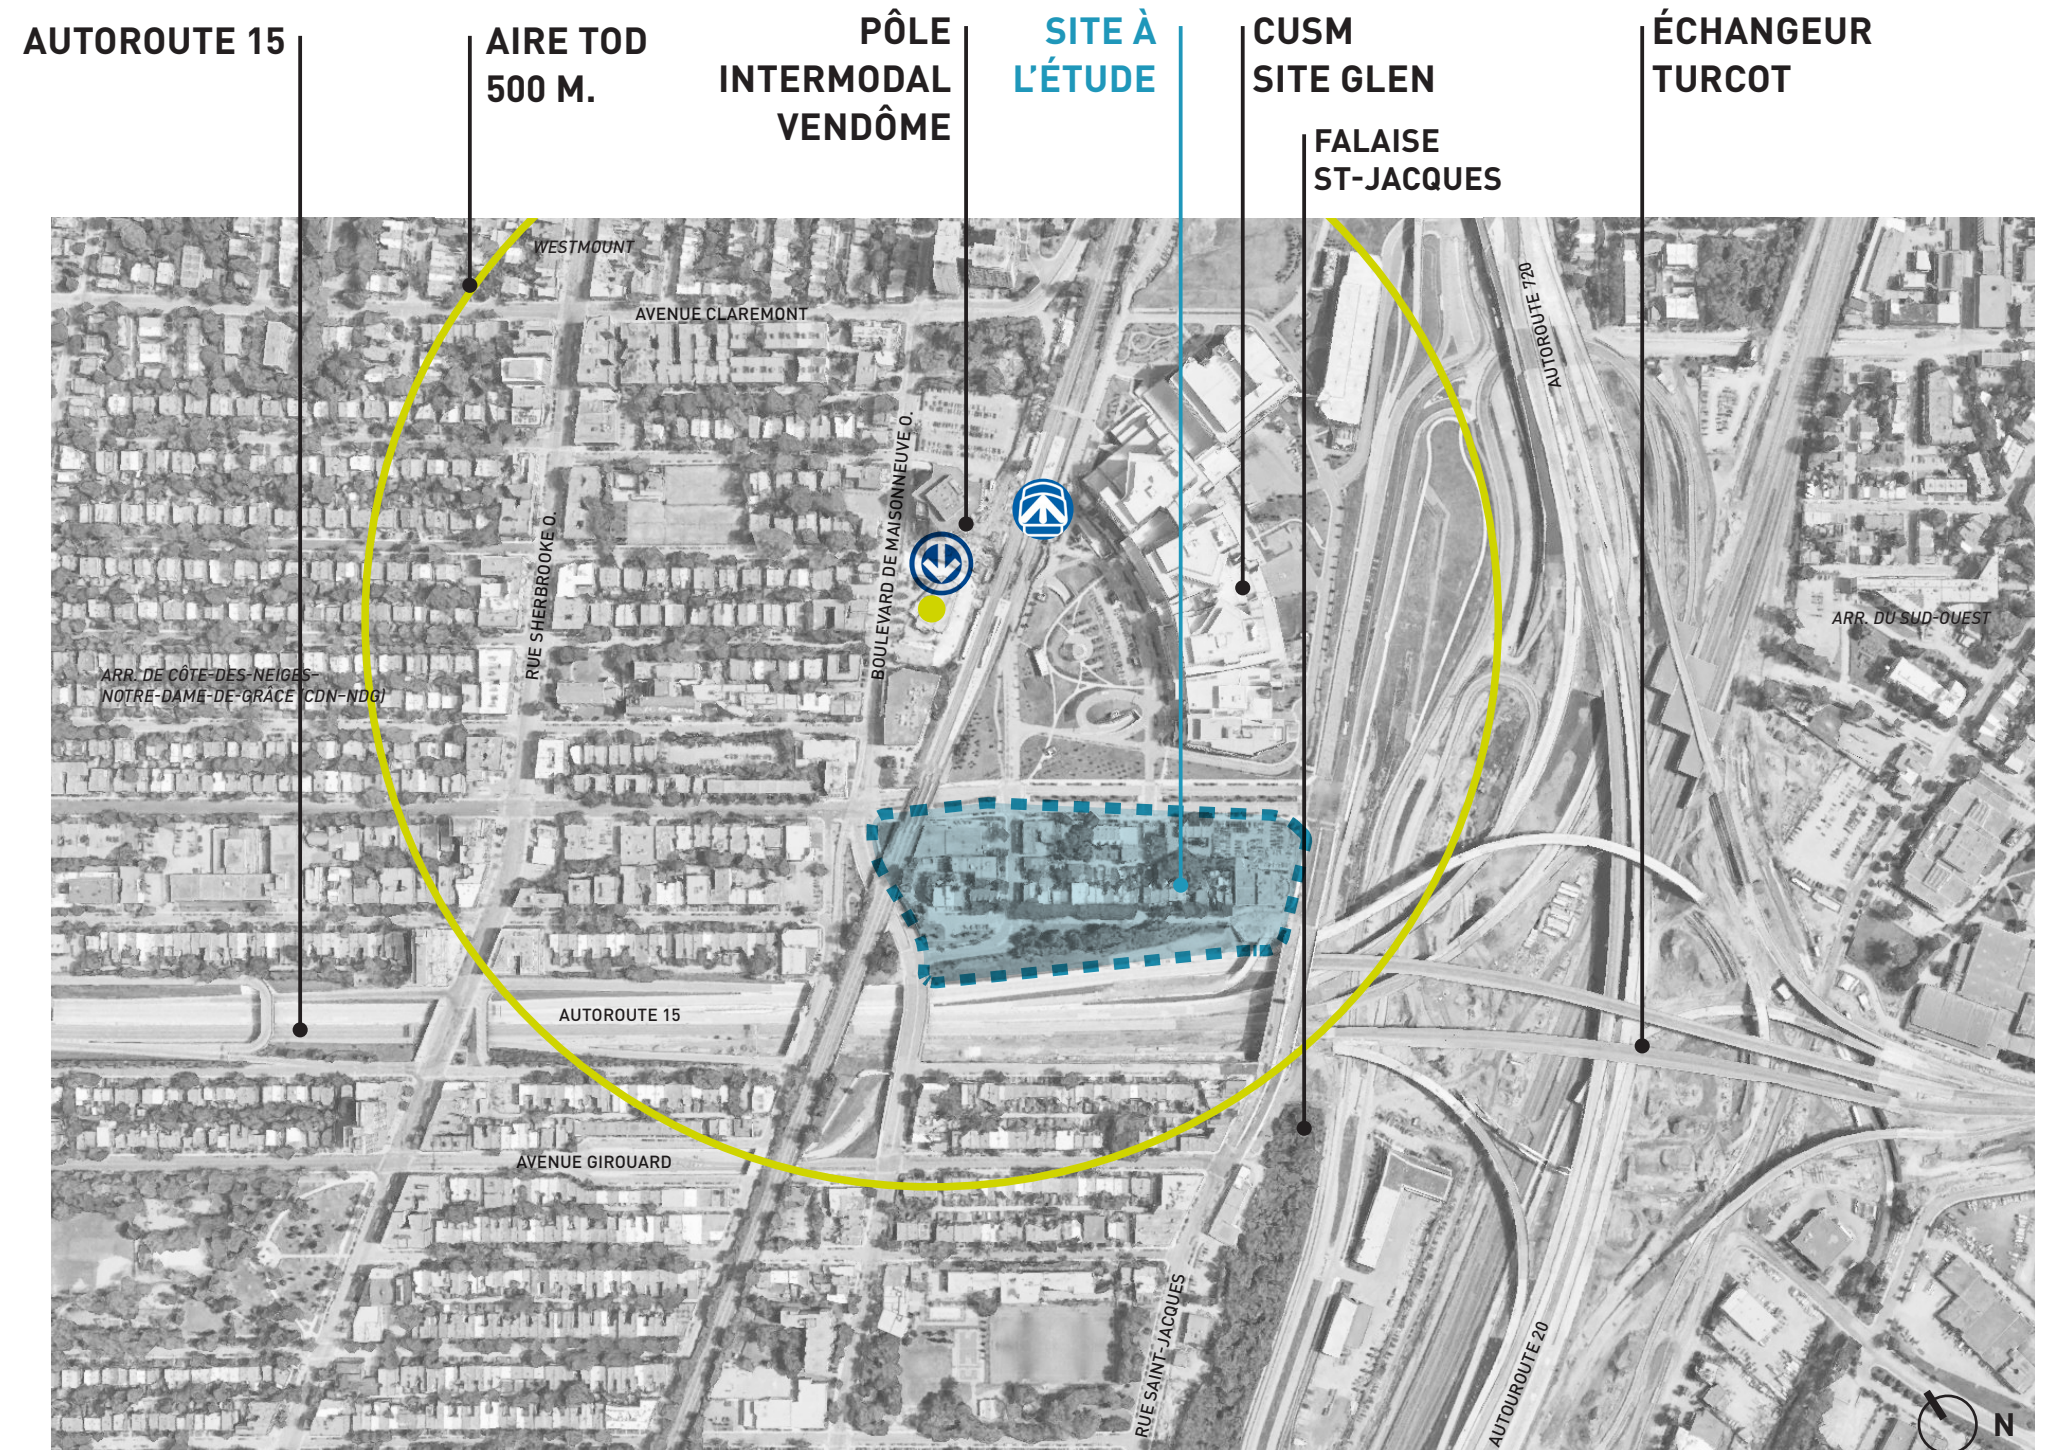 AUTOROUTE 15
AIRE TOD
500 M.
PÔLE
INTERMODAL
VENDÔME
SITE À
L'ÉTUDE
CUSM
SITE GLEN
FALAISE
ST-JACQUES
ÉCHANGEUR
TURCOT
WESTMOUNT
AVENUE CLAREMONT
AUTOROUTE 720
BOULEVARD DE MAISONNEUVE O.
RUE SHERBROOKE O.
ARR. DU SUD-OUEST
ARR. DE CÔTE-DES-NEIGES-
NOTRE-DAME-DE-GRÂCE (CDN-NDG)
AUTOROUTE 15
AVENUE GIROUARD
RUE SAINT-JACQUES
AUTOUROUTE 20
N